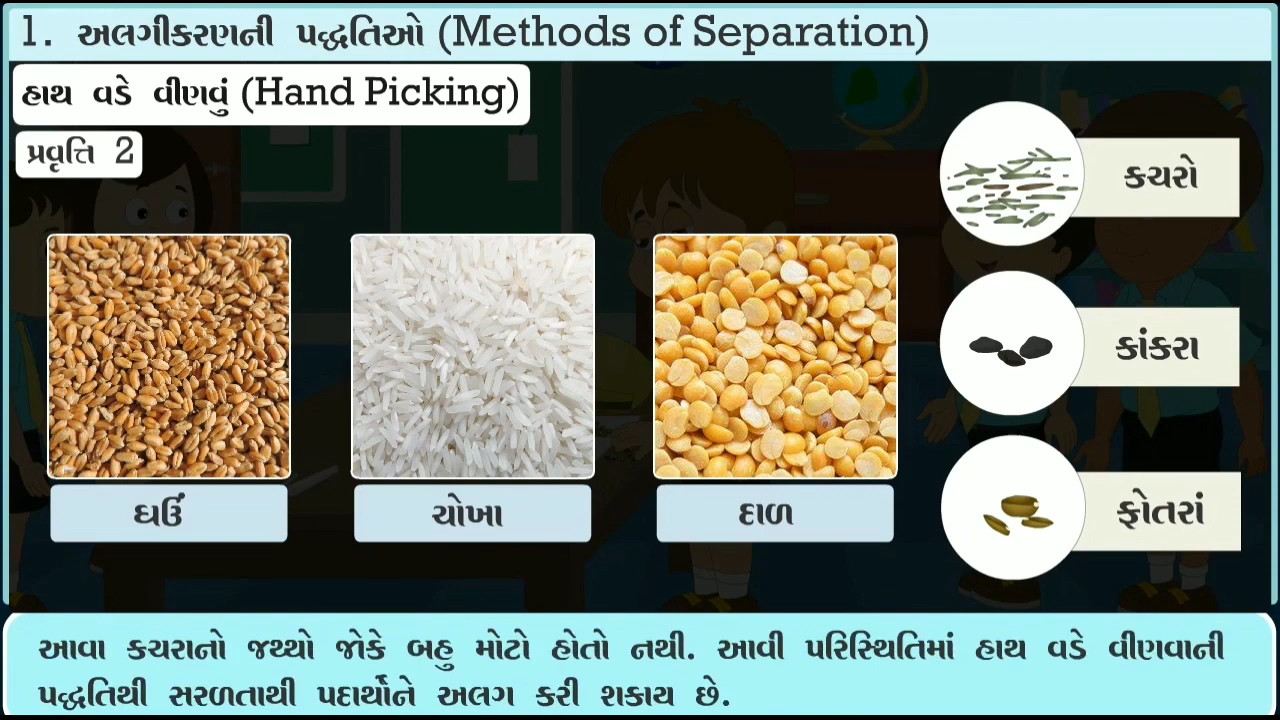 1. અલગીકરણની પદ્ધતિઓ (Methods of Separation)
હાથ વડે વીણવું (Hand Picking)
પ્રવૃત્તિ 2
કચરો
કાંકરા
ફોતરાં
ઘઉં
ચોખા
દાળ
આવા કચરાનો જથ્થો જોકે બહુ મોટો હોતો નથી. આવી પરિસ્થિતિમાં હાથ વડે વીણવાની
પદ્ધતિથી સરળતાથી પદાર્થોને અલગ કરી શકાય છે.